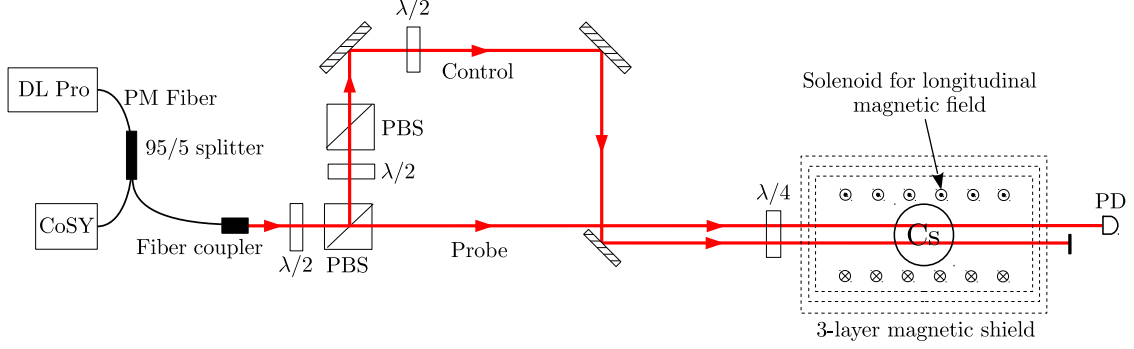 λ/2
DL Pro
PM Fiber
Control
Solenoid for longitudinal
magnetic field
95/5 splitter
PBS
λ/2
λ/4
PD
CoSY
Fiber coupler
λ/2
PBS
Probe
Cs
3-layer magnetic shield